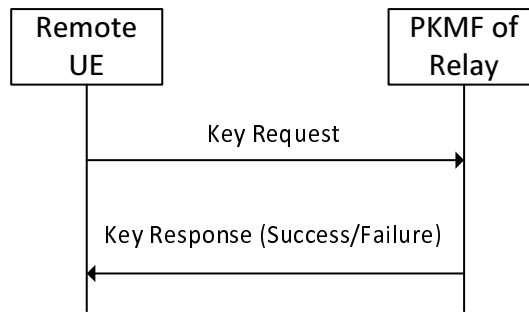 Remote
UE
PKMF of
Relay
Key Request
Key Response (Success/Failure)